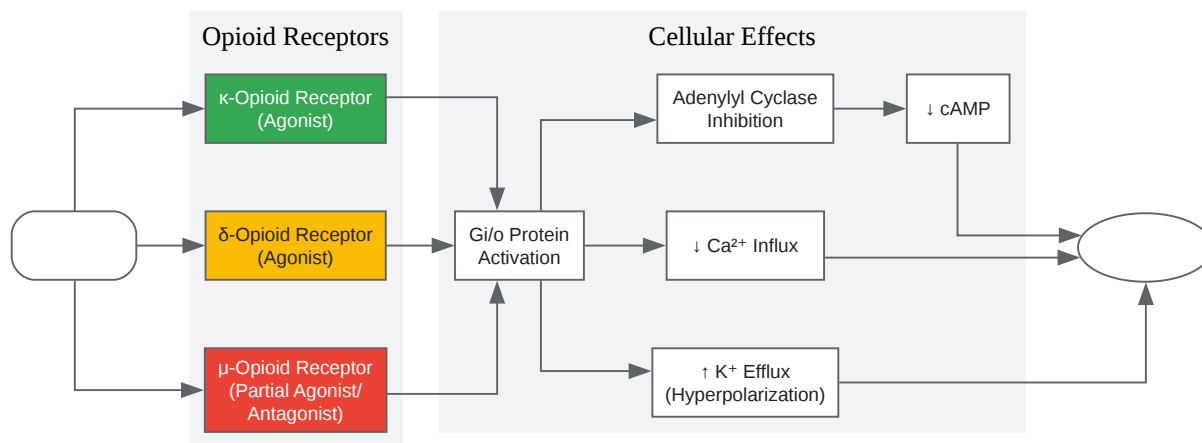 Opioid Receptors
Cellular Effects
κ-Opioid Receptor
(Agonist)
δ-Opioid Receptor
(Agonist)
μ-Opioid Receptor
(Partial Agonist/
Antagonist)
Gi/o Protein
Activation
Adenylyl Cyclase
Inhibition
↓ cAMP
↓ Ca²⁺ Influx
↑ K⁺ Efflux
(Hyperpolarization)